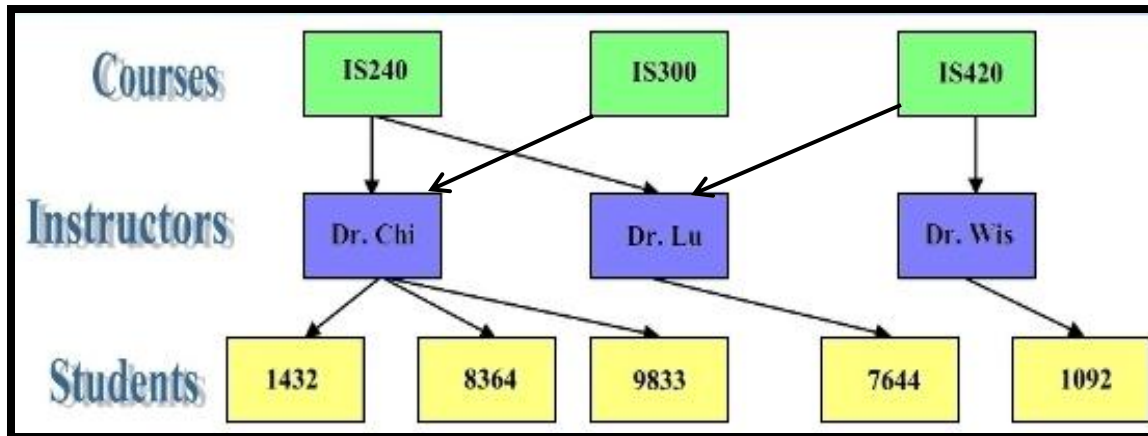 Courses
IS240
IS300
IS420
Instructors
Dr. Chi
Dr. Lu
Dr. Wis
Students
1432
8364
9833
7644
1092